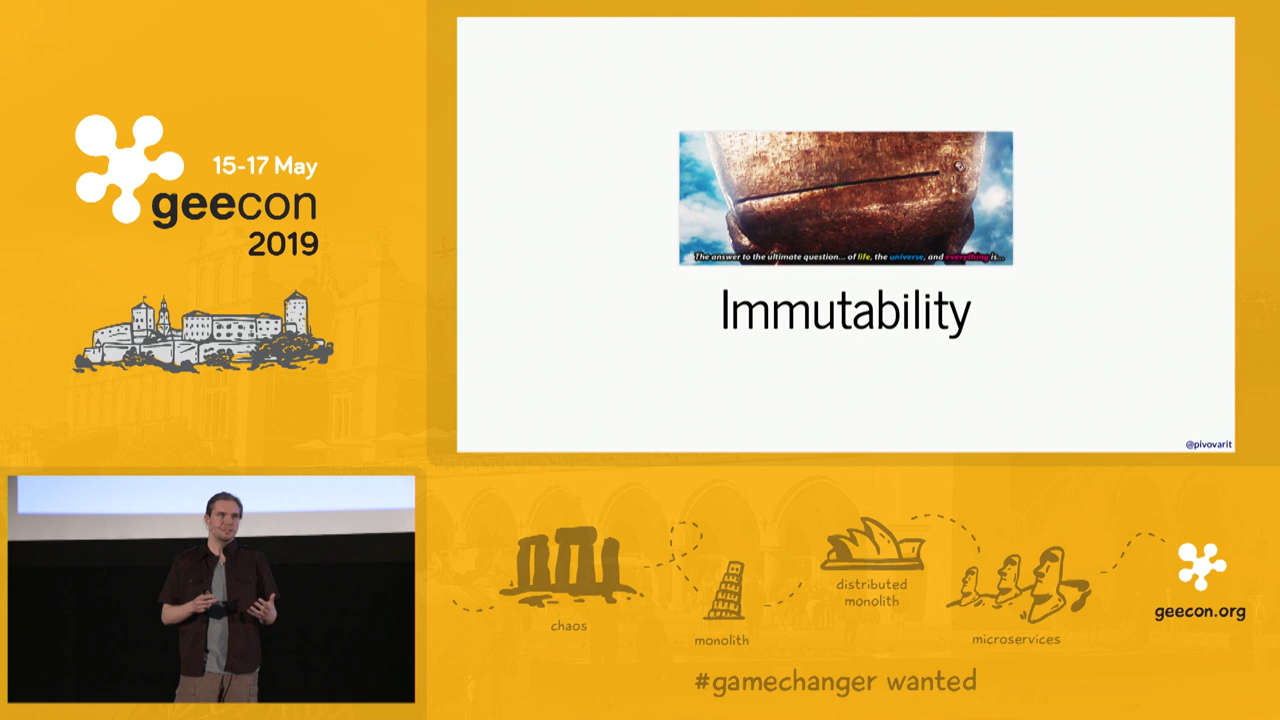 15-17 May
geecon
2019
The answer to the ultimate question... of life, the universe, and everything is...
Immutability
@pivovarit
chaos
monolith
distributed
monolith
microservices
geecon.org
#gamechanger wanted